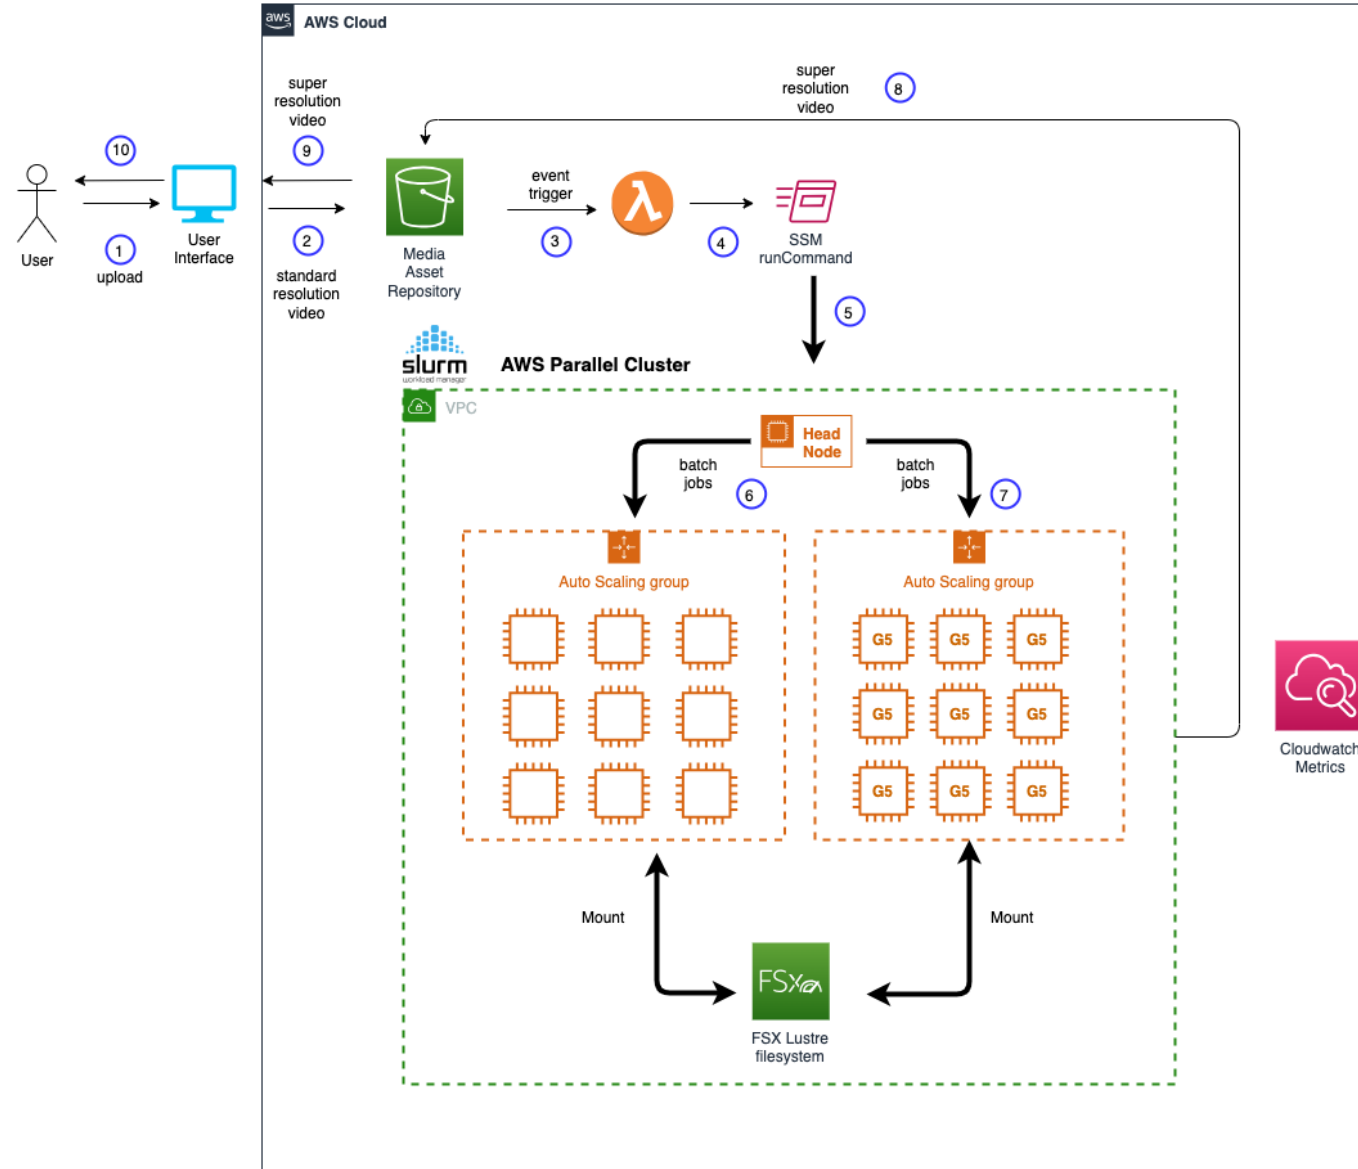 aws
AWS Cloud
super
resolution
video
8
super
resolution
video
10
9
event
trigger
1
upload
User
User
Interface
2
standard
resolution
video
3
4
Media
Asset
Repository
SSM
runCommand
5
slurm
workload manager
AWS Parallel Cluster
VPC
Head
Node
batch
jobs
6
batch
jobs
7
Auto Scaling group
Auto Scaling group
G5 G5 G5
G5 G5 G5
G5 G5 G5
Cloudwatch
Metrics
Mount
Mount
FSx
FSX Lustre
filesystem